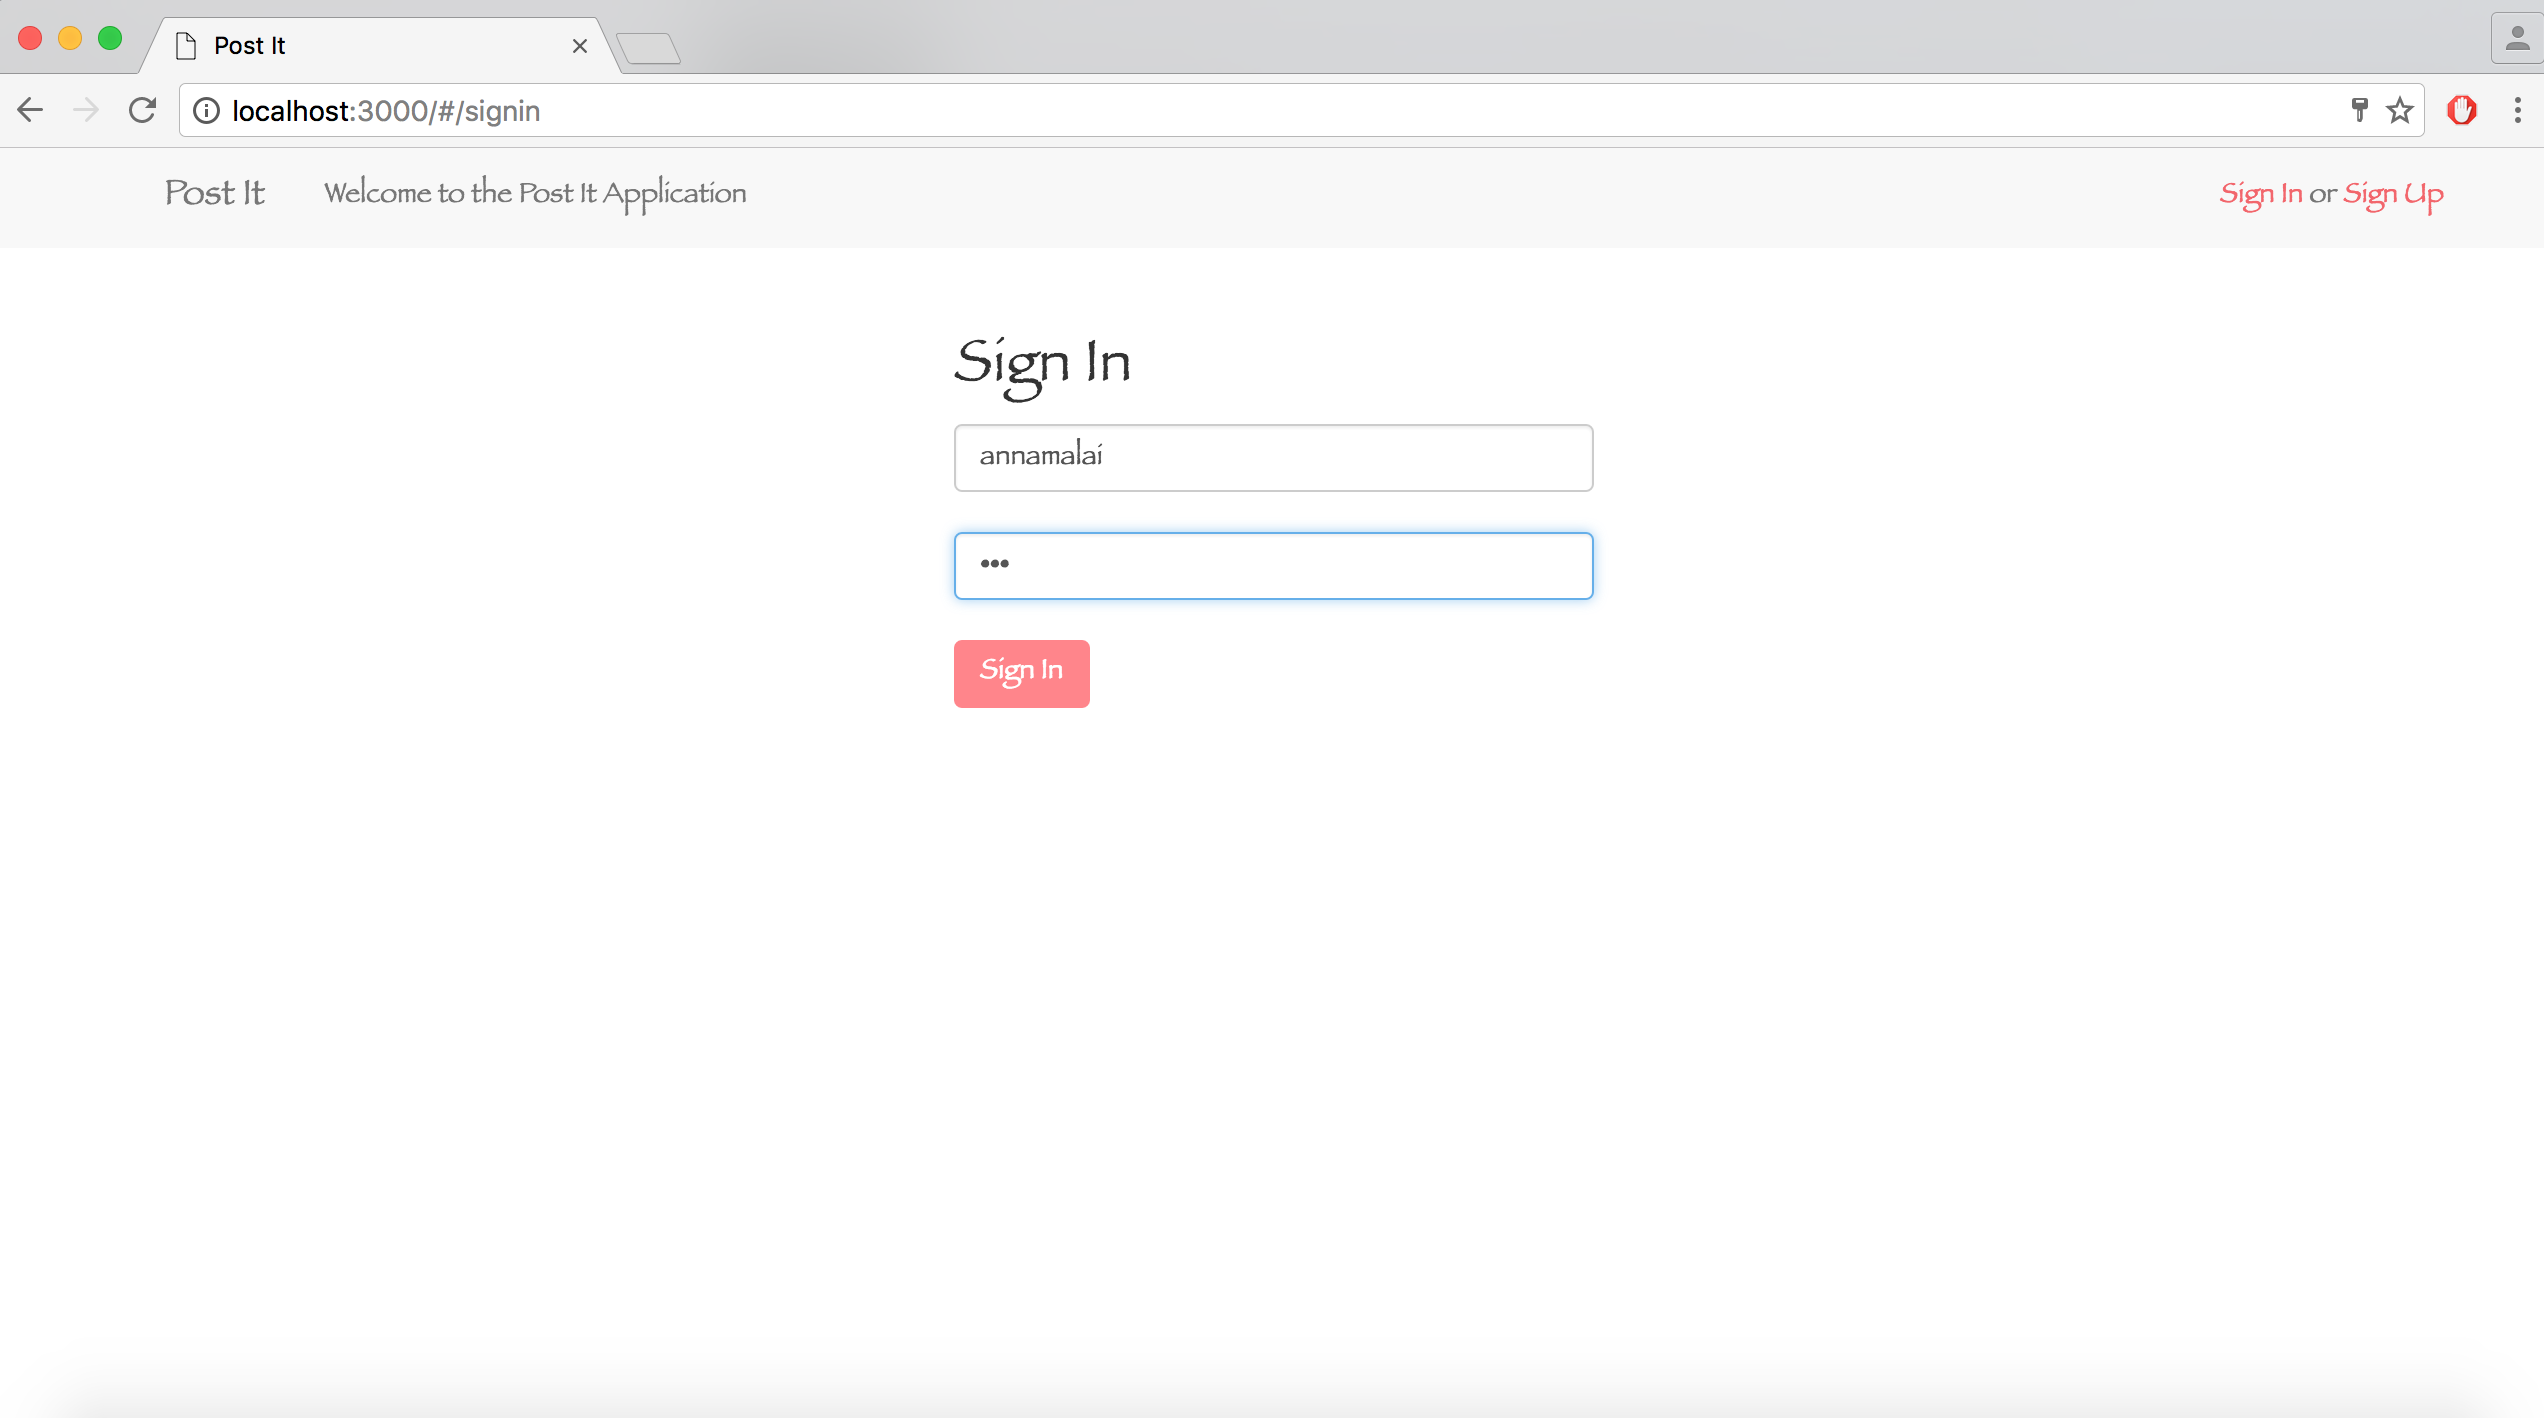 Post It
localhost:3000/#/signin
Post It Welcome to the Post It Application Sign In or Sign Up
Sign In
annamalai
•••
Sign In